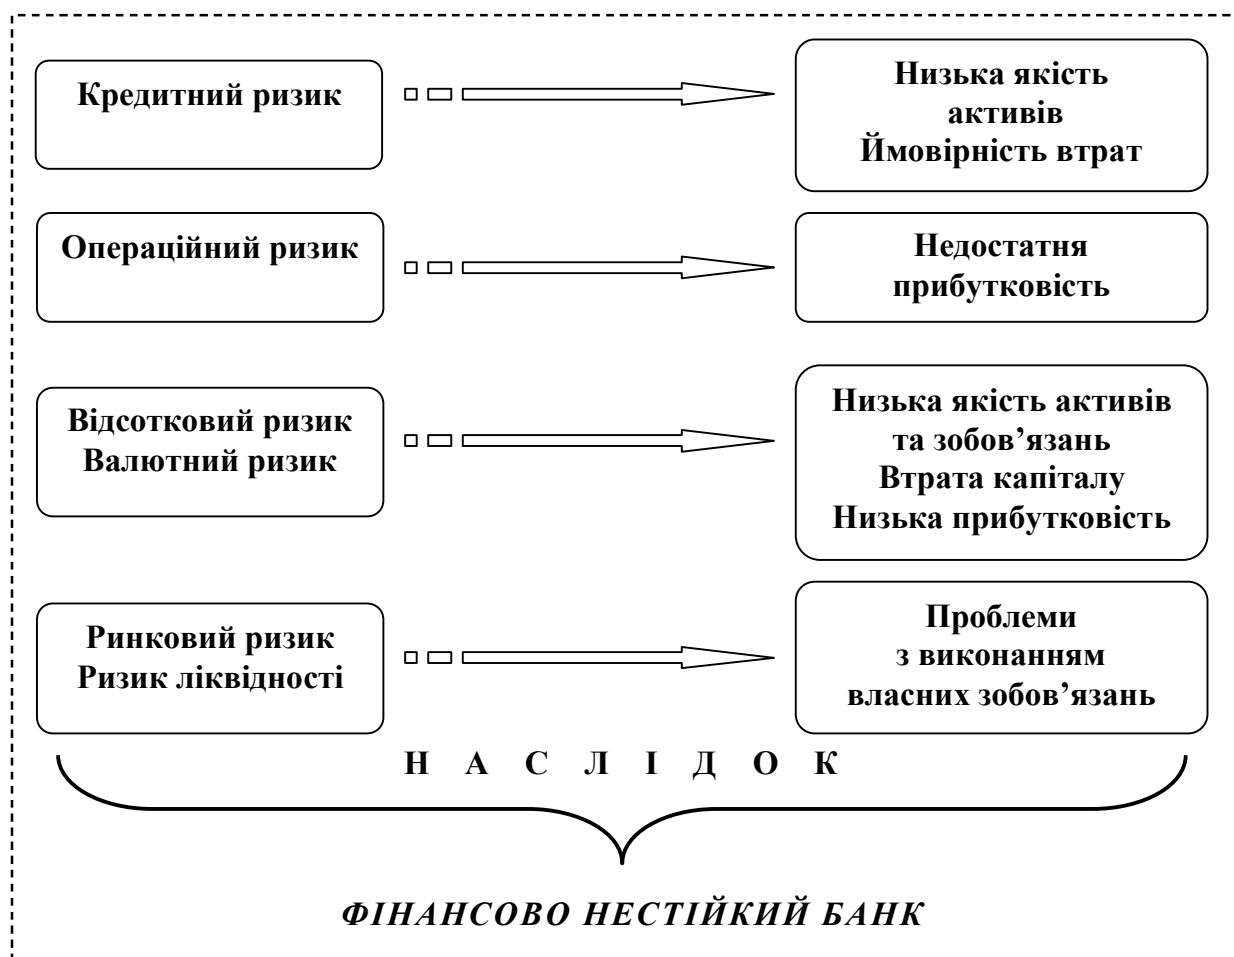 Кредитний ризик
Низька якість
активів
Ймовірність втрат
Операційний ризик
Недостатня
прибутковість
Відсотковий ризик
Валютний ризик
Низька якість активів
та зобов’язань
Втрата капіталу
Низька прибутковість
Ринковий ризик
Ризик ліквідності
Проблеми
з виконанням
власних зобов’язань
Н А С Л І Д О К
ФІНАНСОВО НЕСТІЙКИЙ БАНК